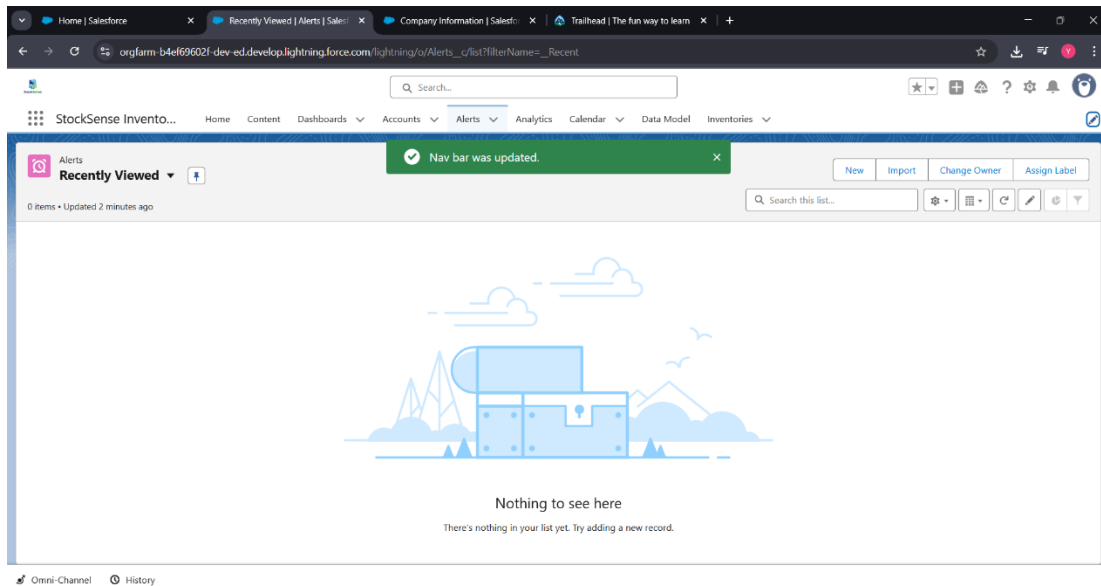 Home | Salesforce
Recently Viewed | Alerts | Salesf
Company Information | Salesfor
Trailhead | The fun way to learn
orgfarm-b4ef69602f-dev-ed.develop.lightning.force.com/lightning/o/Alerts__c/list?filterName=__Recent
Y
Search...
StockSense Invento... Home Content Dashboards Accounts Alerts Analytics Calendar Data Model Inventories
Nav bar was updated.
Alerts
Recently Viewed
New Import Change Owner Assign Label
0 items • Updated 2 minutes ago
Search this list...
Nothing to see here
There's nothing in your list yet. Try adding a new record.
Omni-Channel History